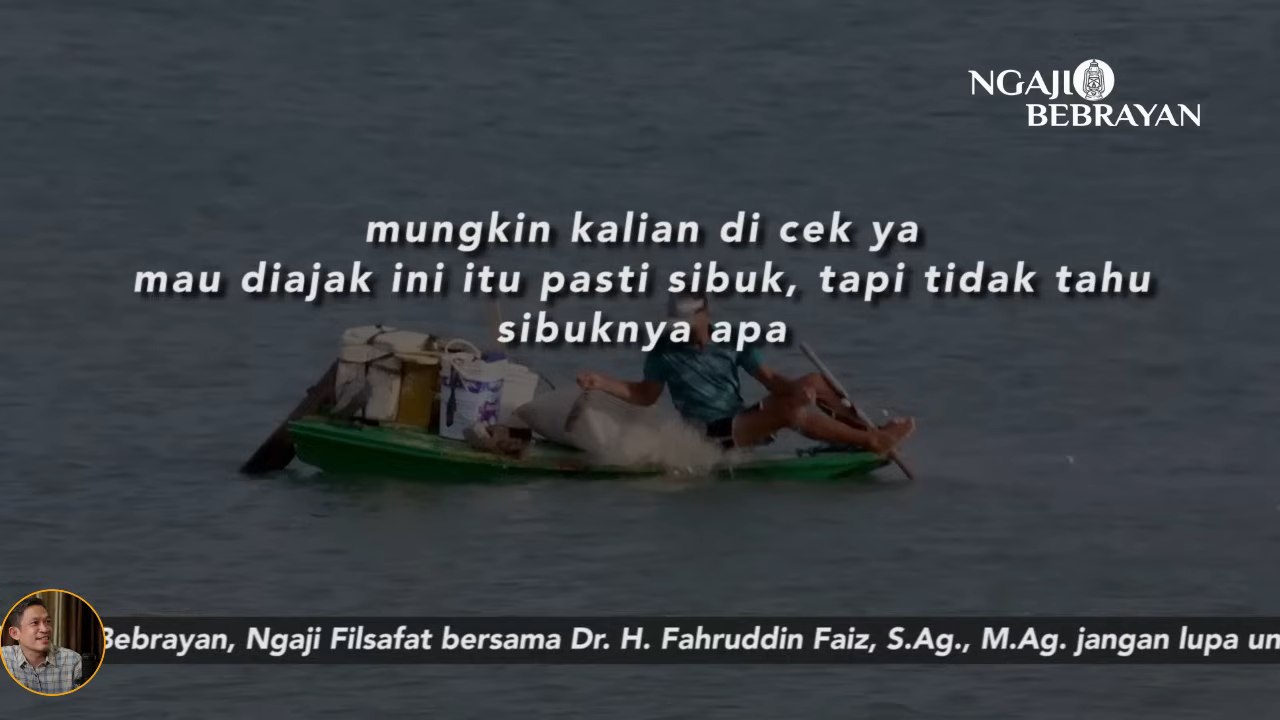 NGAJI
BEBRAYAN
mungkin kalian di cek ya
mau diajak ini itu pasti sibuk, tapi tidak tahu
sibuknya apa
Bebrayan, Ngaji Filsafat bersama Dr. H. Fahruddin Faiz, S.Ag., M.Ag. jangan lupa un